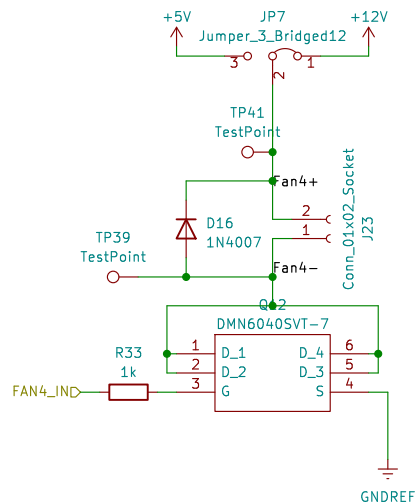 +5V
JP7
+12V
Jumper_3_Bridged12
3
2
1
TP41
TestPoint
Fan4+
Conn_01x02_Socket
J23
2
1
D16
1N4007
TP39
TestPoint
Fan4-
DMN6040SVT-7
R33
1k
1
D_1
D_4
6
2
D_2
D_3
5
FAN4_IN
3
G
S
4
GNDREF